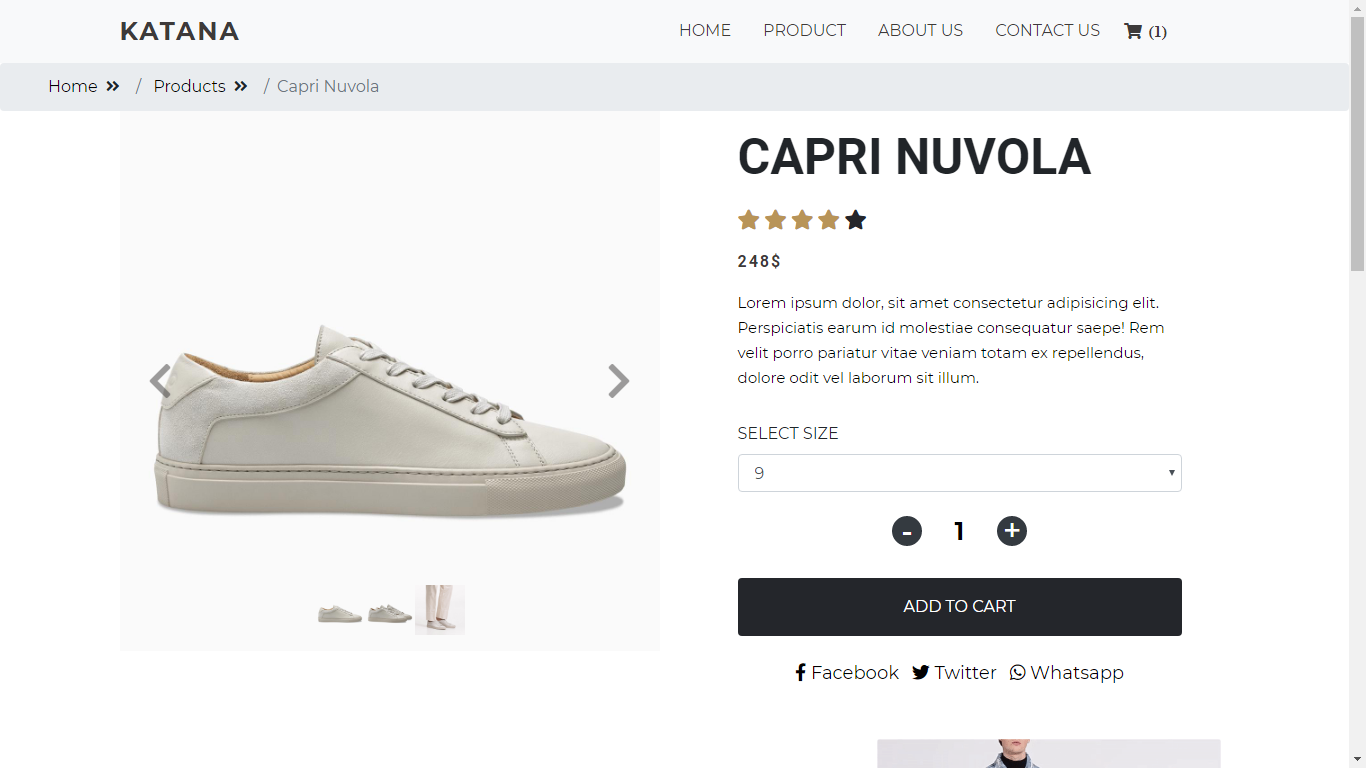 KATANA
HOME PRODUCT ABOUT US CONTACT US (1)
Home / Products / Capri Nuvola
CAPRI NUVOLA
248$
Lorem ipsum dolor, sit amet consectetur adipisicing elit.
Perspiciatis earum id molestiae consequatur saepe! Rem
velit porro pariatur vitae veniam totam ex repellendus,
dolore odit vel laborum sit illum.
SELECT SIZE
9
- 1 +
ADD TO CART
Facebook Twitter Whatsapp